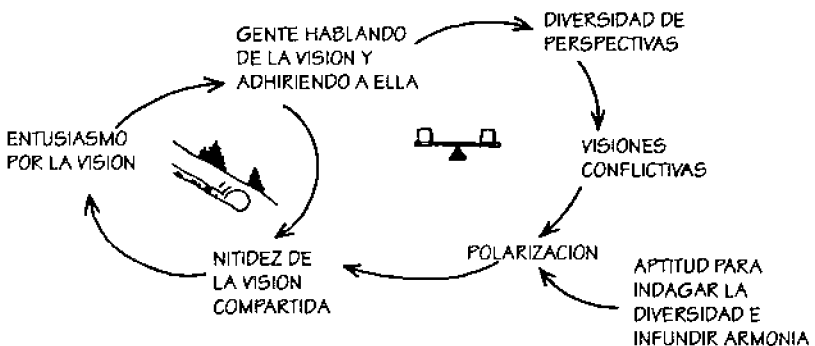 GENTE HABLANDO
DE LA VISION Y
ADHIRIENDO A ELLA
DIVERSIDAD DE
PERSPECTIVAS
ENTUSIASMO
POR LA VISION
VISIONES
CONFLICTIVAS
NITIDEZ DE
LA VISION
COMPARTIDA
POLARIZACION
APTITUD PARA
INDAGAR LA
DIVERSIDAD E
INFUNDIR ARMONIA